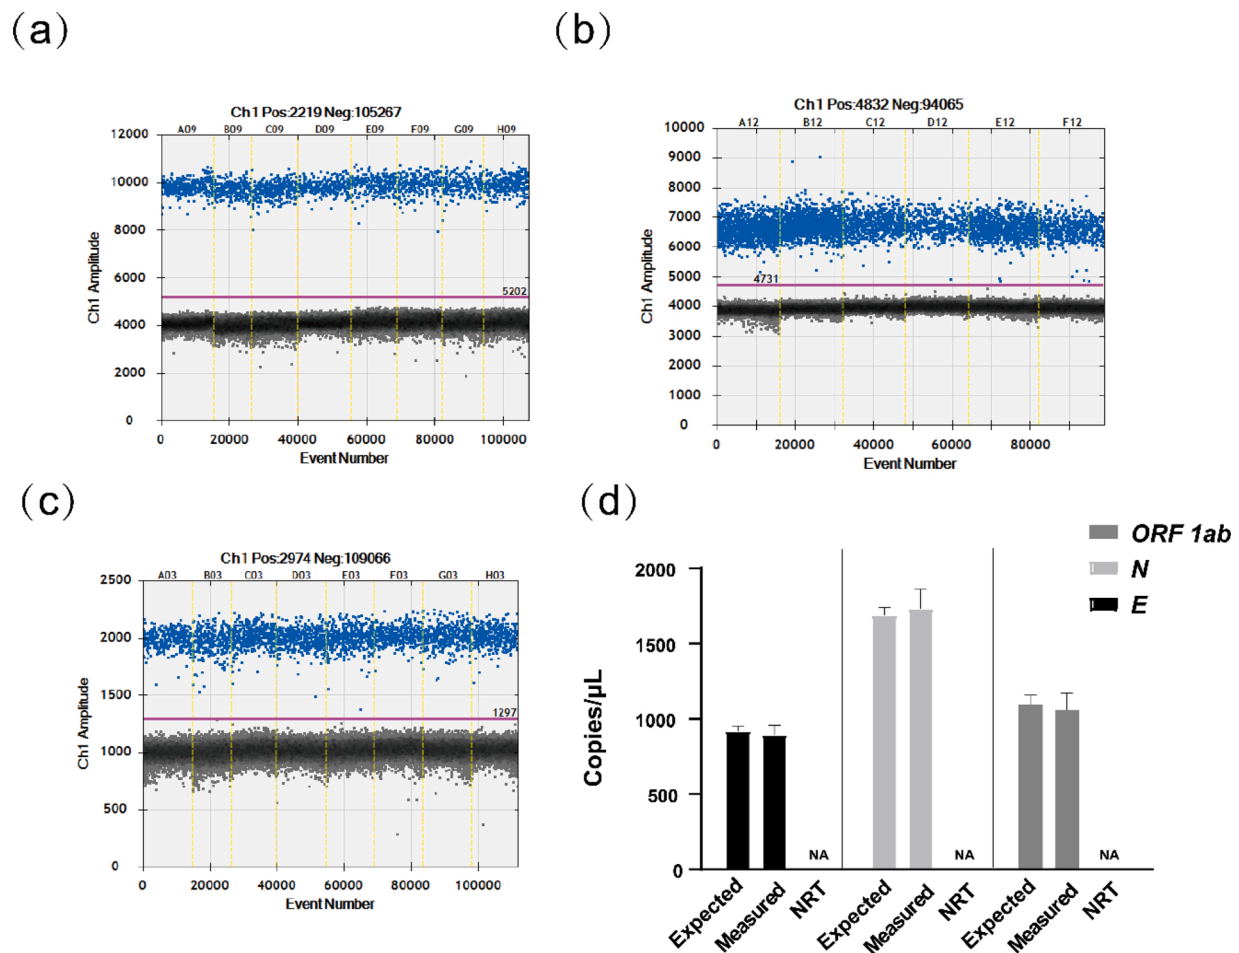 (a)
Ch1 Pos:2219 Neg:105267
A09 B09 C09 D09 E09 F09 G09 H09
12000
10000
8000
6000
4000
2000
0
5202
Ch1 Amplitude
0 20000 40000 60000 80000 100000
Event Number
(b)
Ch1 Pos:4832 Neg:94065
A12 B12 C12 D12 E12 F12
10000
9000
8000
7000
6000
5000
4000
3000
2000
1000
0
4731
Ch1 Amplitude
0 20000 40000 60000 80000
Event Number
(c)
Ch1 Pos:2974 Neg:109066
A03 B03 C03 D03 E03 F03 G03 H03
2500
2000
1500
1000
500
0
1297
Ch1 Amplitude
0 20000 40000 60000 80000 100000
Event Number
(d)
ORF 1ab
N
E
2000
1500
1000
500
0
Copies/μL
NA NA NA
Expected Measured NRT Expected Measured NRT Expected Measured NRT